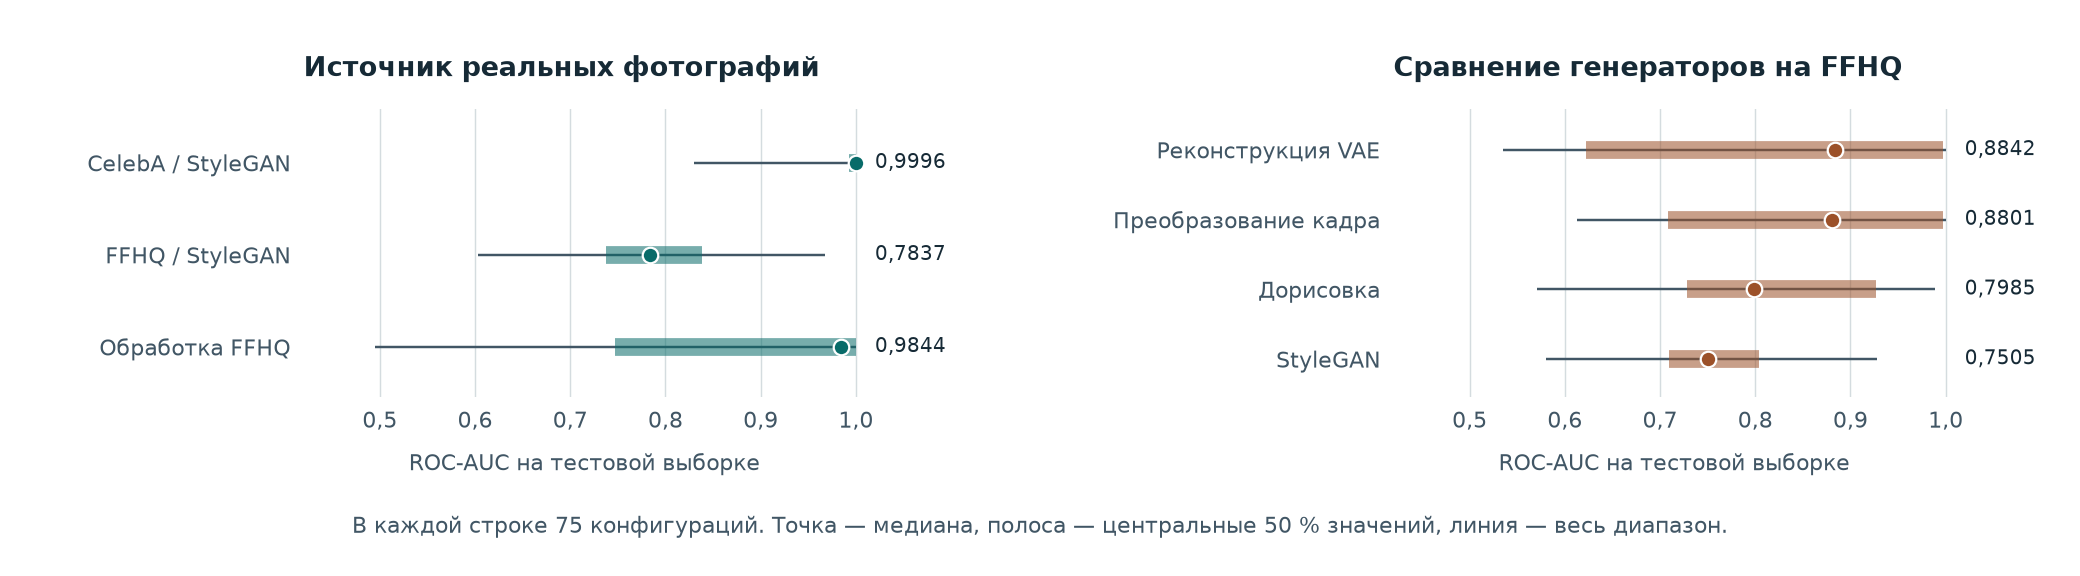 Источник реальных фотографий
CelebA / StyleGAN
0,9996
FFHQ / StyleGAN
0,7837
Обработка FFHQ
0,9844
0,5 0,6 0,7 0,8 0,9 1,0
ROC-AUC на тестовой выборке
Сравнение генераторов на FFHQ
Реконструкция VAE
0,8842
Преобразование кадра
0,8801
Дорисовка
0,7985
StyleGAN
0,7505
0,5 0,6 0,7 0,8 0,9 1,0
ROC-AUC на тестовой выборке
В каждой строке 75 конфигураций. Точка — медиана, полоса — центральные 50 % значений, линия — весь диапазон.